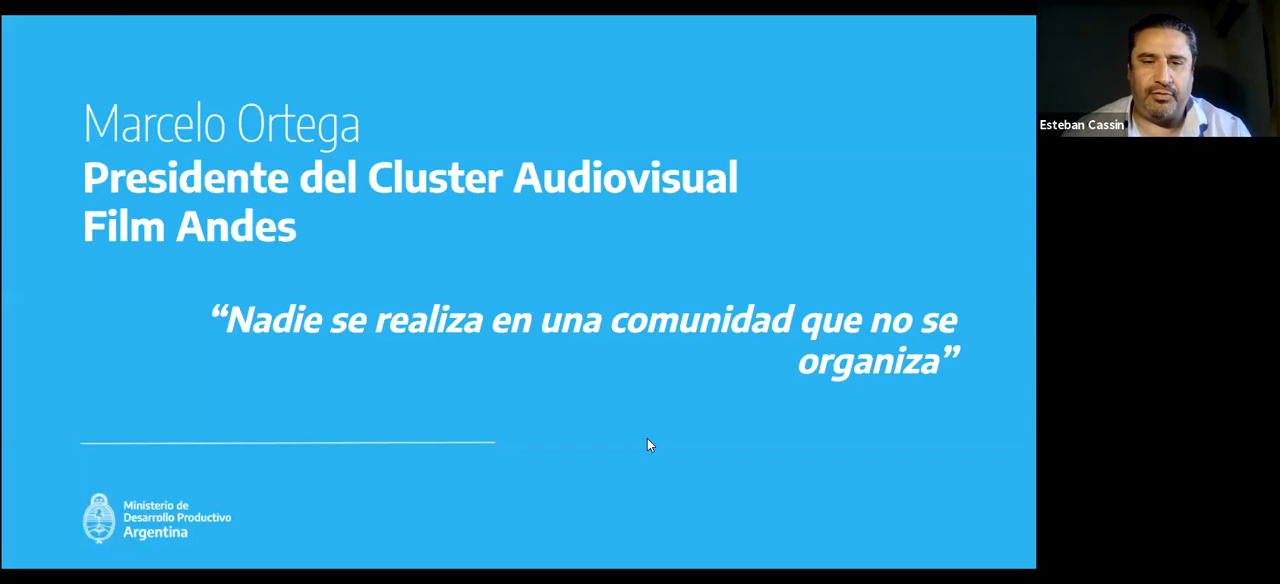 Marcelo Ortega
Presidente del Cluster Audiovisual
Film Andes
“Nadie se realiza en una comunidad que no se
organiza”
Ministerio de
Desarrollo Productivo
Argentina
Esteban Cassin